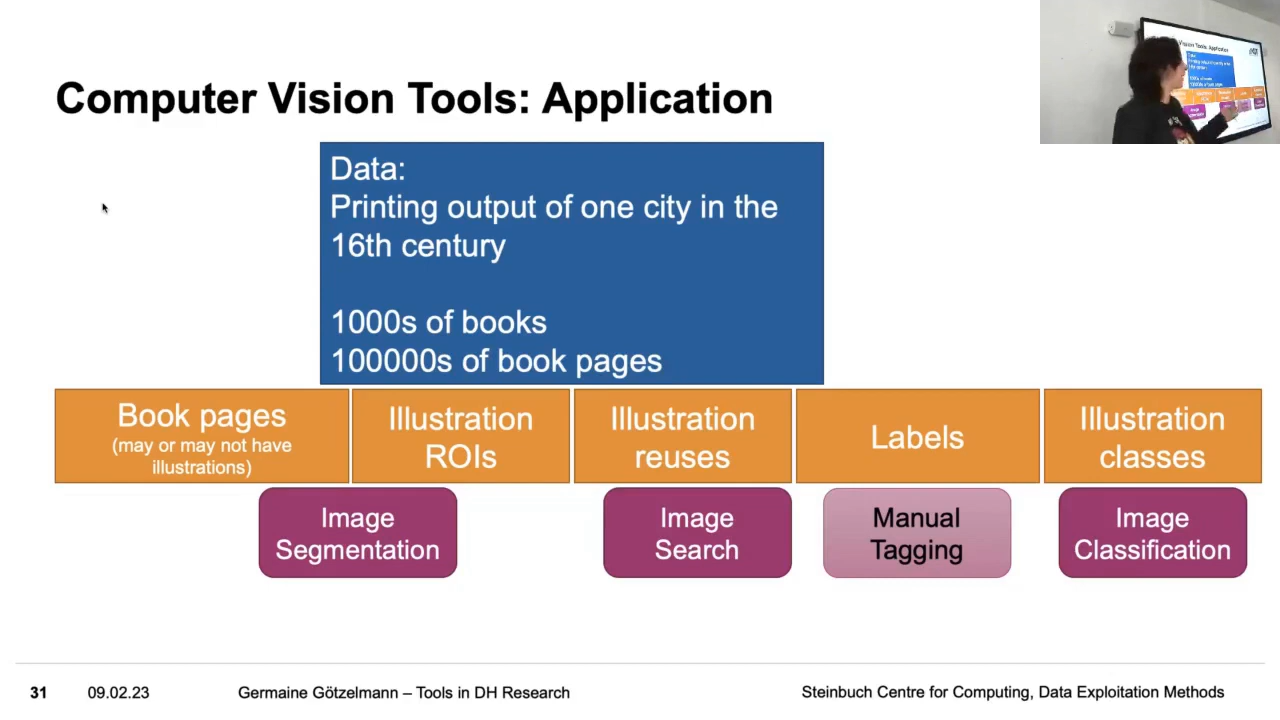 Computer Vision Tools: Application
Data:
Printing output of one city in the
16th century
1000s of books
100000s of book pages
Book pages
(may or may not have
illustrations)
Illustration
ROIs
Illustration
reuses
Labels
Illustration
classes
Image
Segmentation
Image
Search
Manual
Tagging
Image
Classification
31
09.02.23
Germaine Götzelmann – Tools in DH Research
Steinbuch Centre for Computing, Data Exploitation Methods